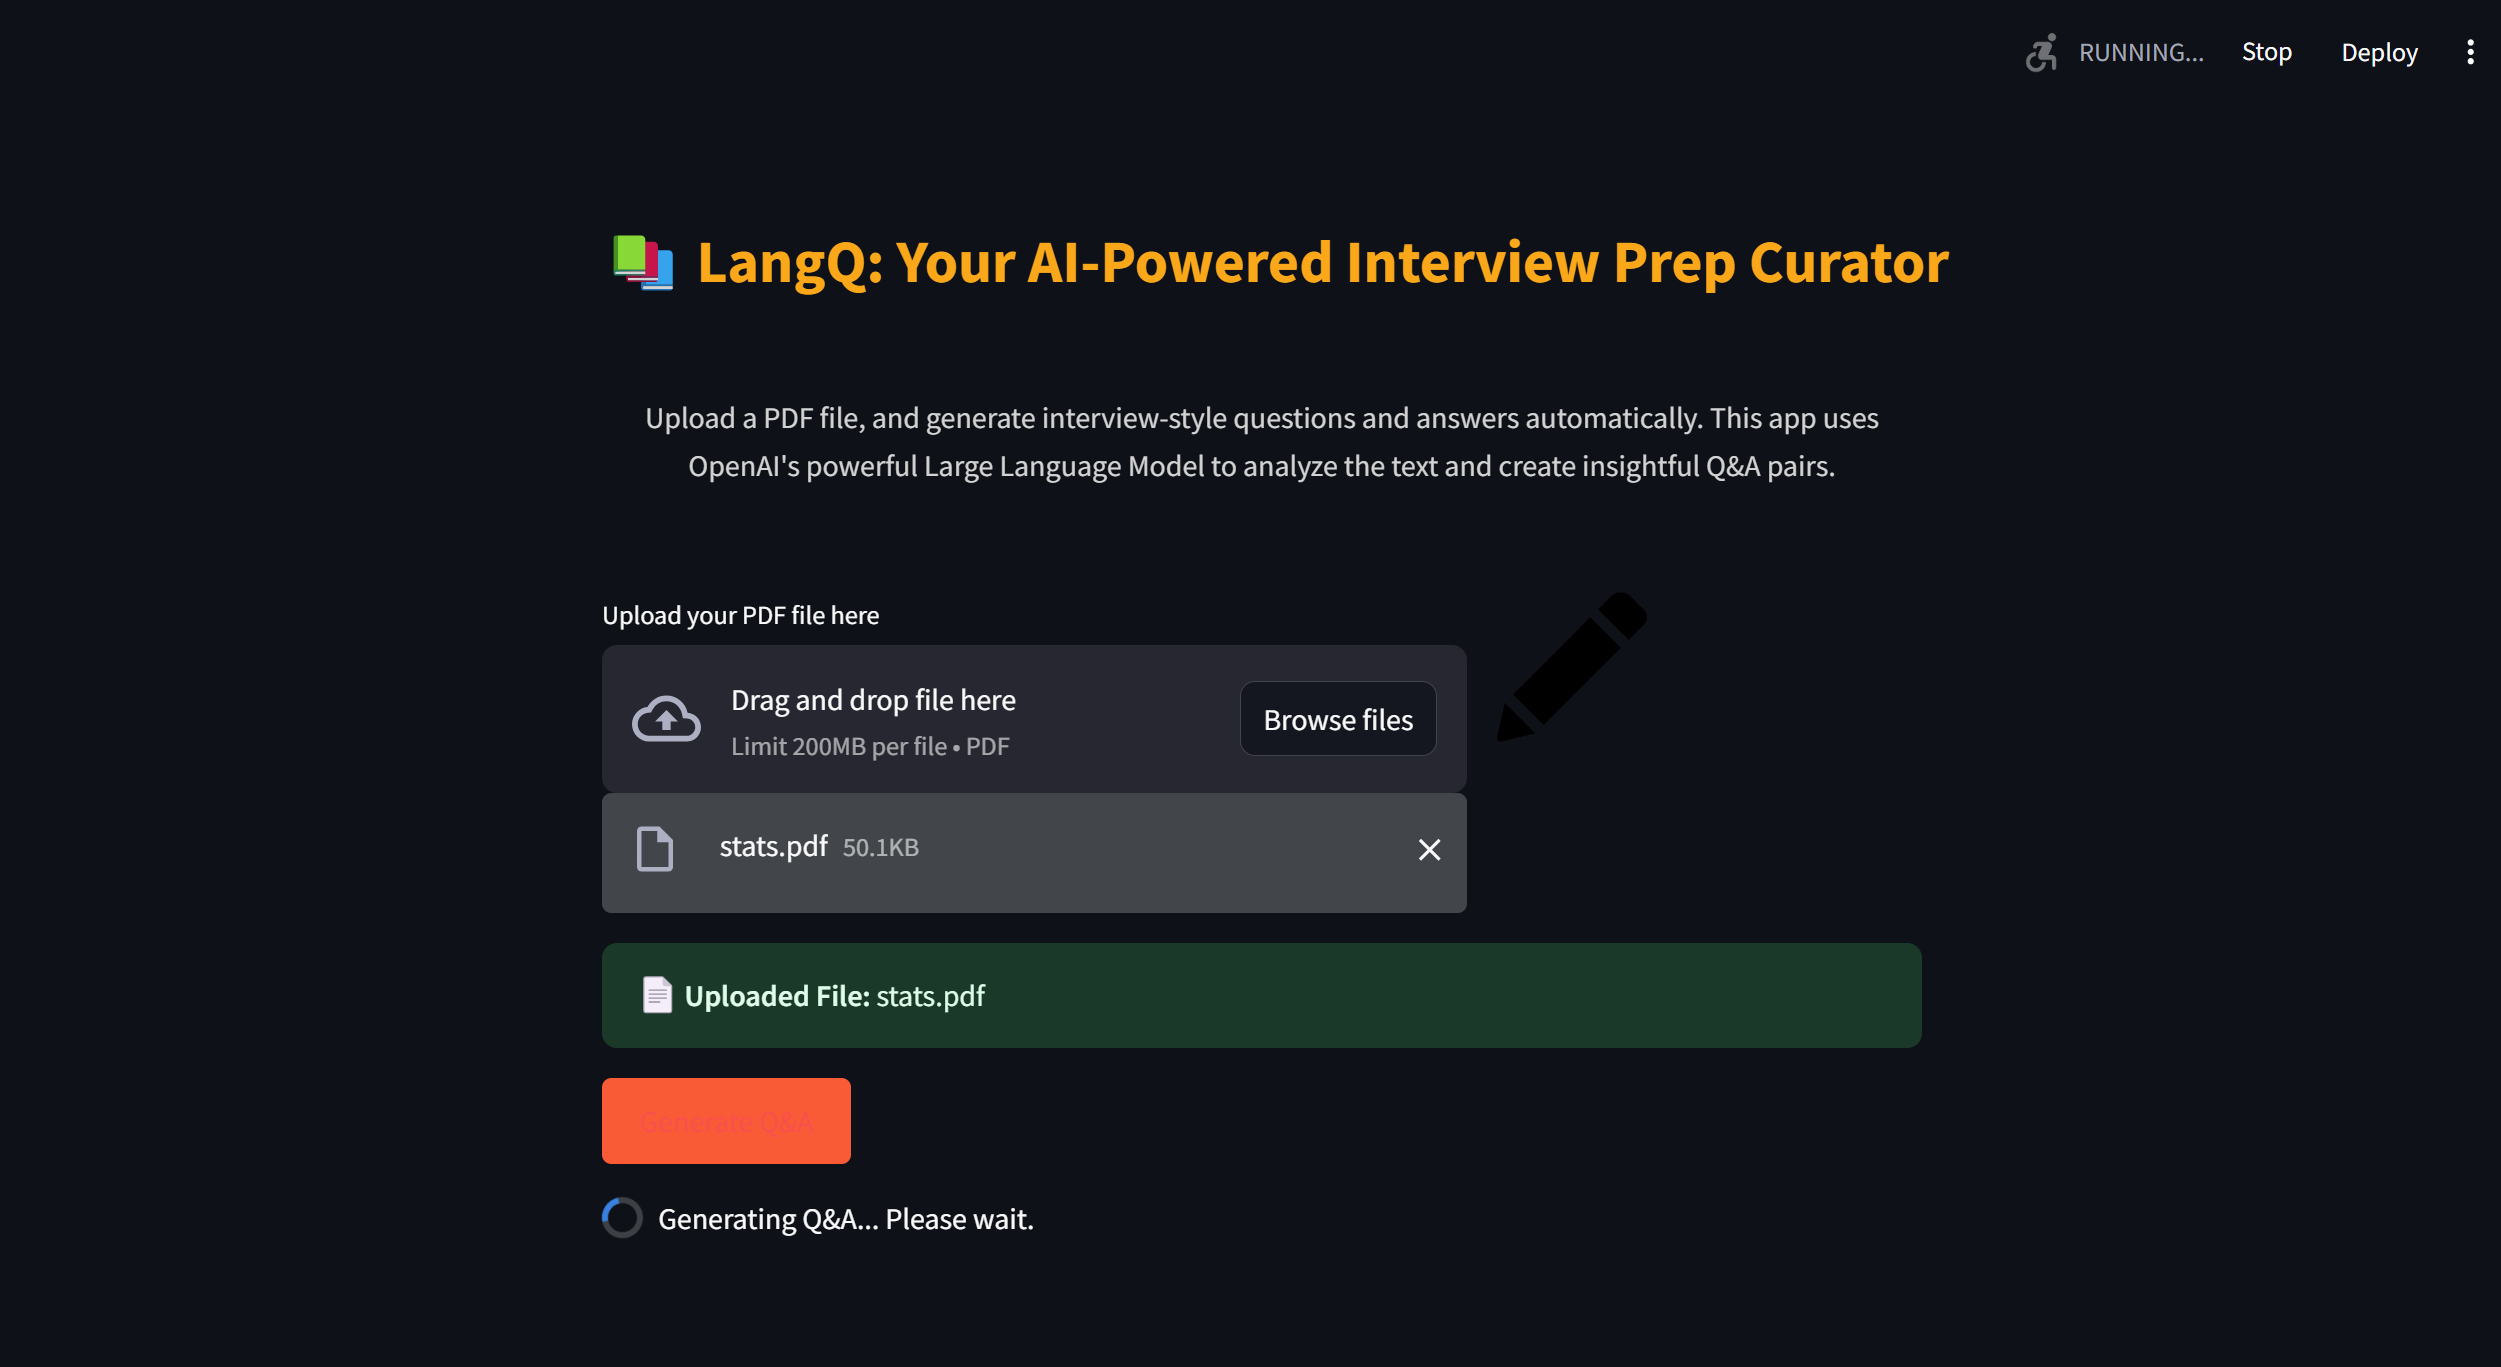 RUNNING...
Stop
Deploy
LangQ: Your AI-Powered Interview Prep Curator
Upload a PDF file, and generate interview-style questions and answers automatically. This app uses
OpenAI's powerful Large Language Model to analyze the text and create insightful Q&A pairs.
Upload your PDF file here
Drag and drop file here
Limit 200MB per file • PDF
Browse files
stats.pdf 50.1KB
Uploaded File: stats.pdf
Generate Q&A
Generating Q&A... Please wait.